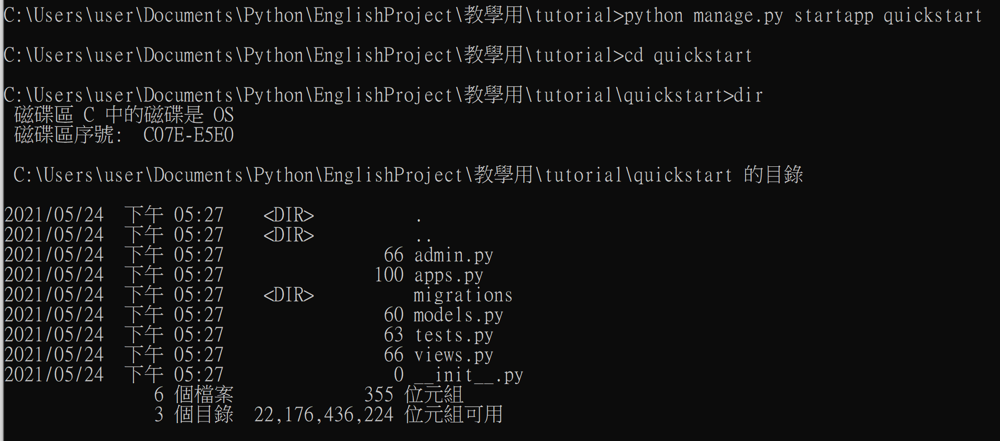 C:\Users\user\Documents\Python\EnglishProject\教學用\tutorial>python manage.py startapp quickstart
C:\Users\user\Documents\Python\EnglishProject\教學用\tutorial>cd quickstart
C:\Users\user\Documents\Python\EnglishProject\教學用\tutorial\quickstart>dir
磁碟區 C 中的磁碟是 OS
磁碟區序號:  C07E-E5E0
C:\Users\user\Documents\Python\EnglishProject\教學用\tutorial\quickstart 的目錄
2021/05/24  下午 05:27    <DIR>          .
2021/05/24  下午 05:27    <DIR>          ..
2021/05/24  下午 05:27                66 admin.py
2021/05/24  下午 05:27               100 apps.py
2021/05/24  下午 05:27    <DIR>          migrations
2021/05/24  下午 05:27                60 models.py
2021/05/24  下午 05:27                63 tests.py
2021/05/24  下午 05:27                66 views.py
2021/05/24  下午 05:27                 0 __init__.py
6 個檔案             355 位元組
3 個目錄  22,176,436,224 位元組可用